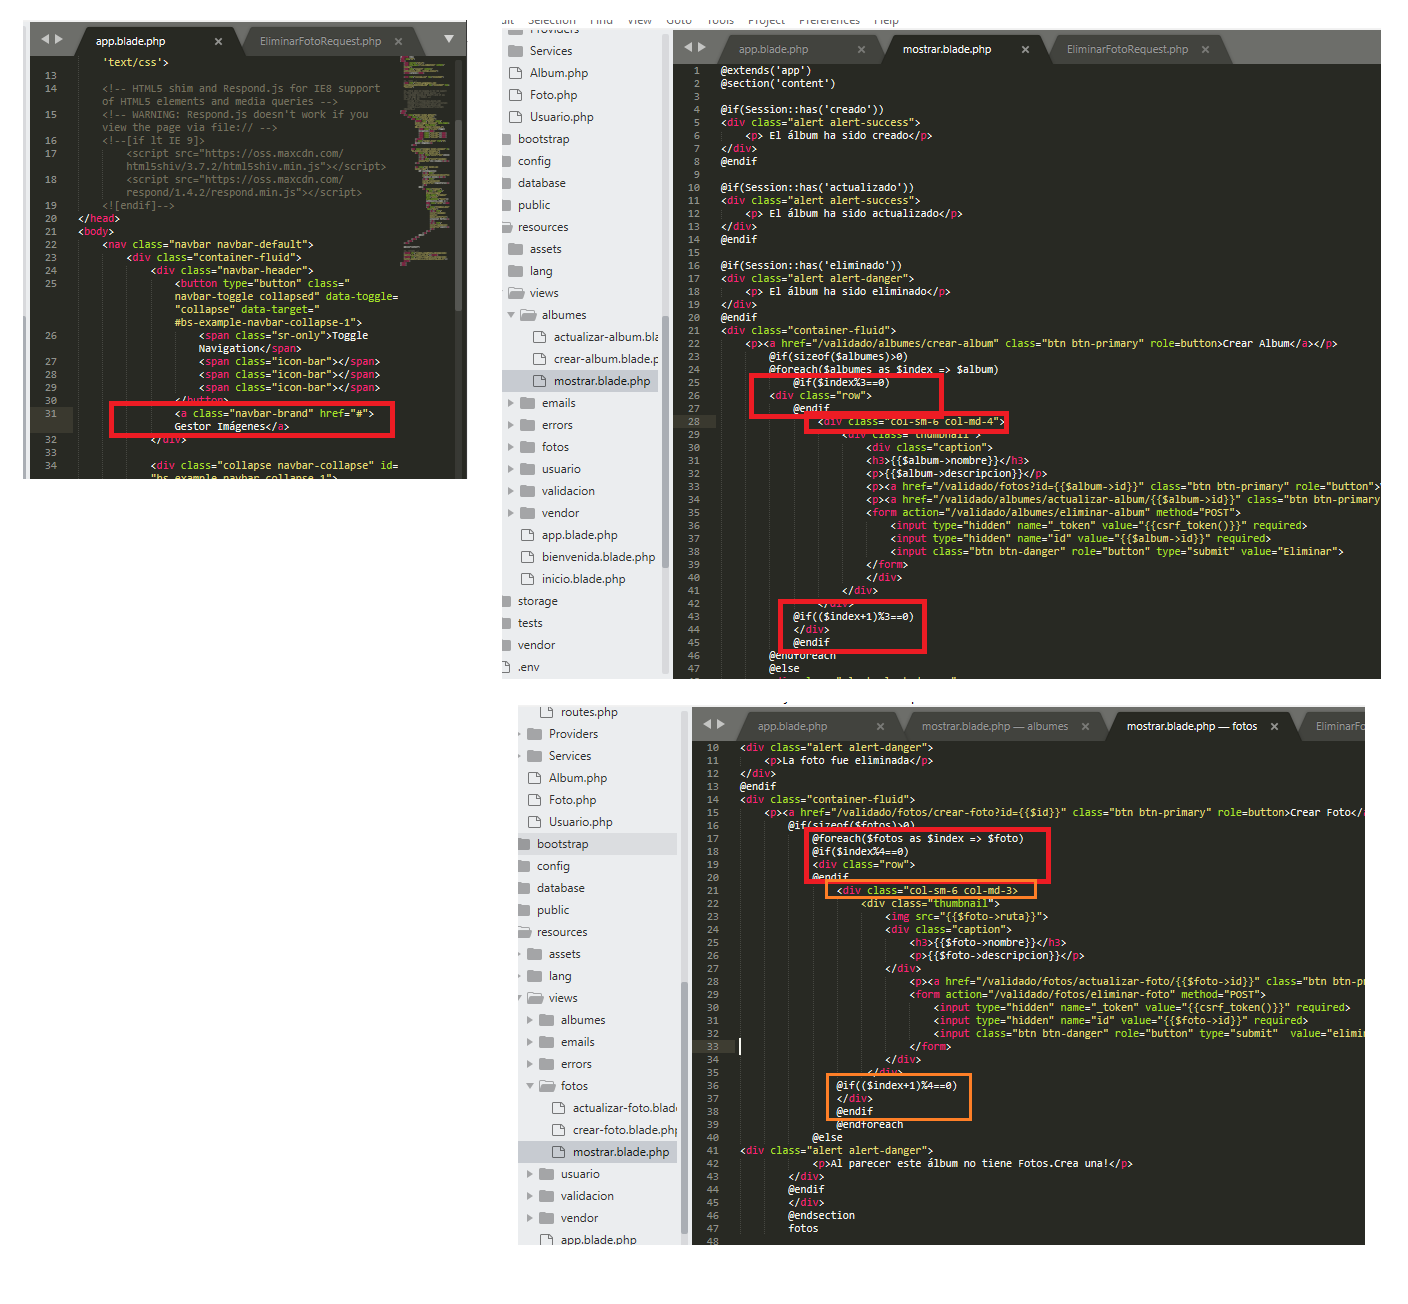 app.blade.php
EliminarFotoRequest.php
'text/css'>
13
14 <!-- HTML5 shim and Respond.js for IE8 support
of HTML5 elements and media queries -->
15 <!-- WARNING: Respond.js doesn't work if you
view the page via file:// -->
16 <!--[if lt IE 9]>
17 <script src="https://oss.maxcdn.com/
html5shiv/3.7.2/html5shiv.min.js"></script>
18 <script src="https://oss.maxcdn.com/
respond/1.4.2/respond.min.js"></script>
19 <![endif]-->
20 </head>
21 <body>
22 <nav class="navbar navbar-default">
23 <div class="container-fluid">
24 <div class="navbar-header">
25 <button type="button" class="
navbar-toggle collapsed" data-toggle=
"collapse" data-target="
#bs-example-navbar-collapse-1">
26 <span class="sr-only">Toggle
Navigation</span>
27 <span class="icon-bar"></span>
28 <span class="icon-bar"></span>
29 <span class="icon-bar"></span>
30 </button>
31 <a class="navbar-brand" href="#">
Gestor Imágenes</a>
32 </div>
33
34 <div class="collapse navbar-collapse" id=
"bs-example-navbar-collapse-1">
Selection Find View Goto Tools Project Preferences Help
Providers
Services
Album.php
Foto.php
Usuario.php
bootstrap
config
database
public
resources
assets
lang
views
albumes
actualizar-album.bla
crear-album.blade.p
mostrar.blade.php
emails
errors
fotos
usuario
validacion
vendor
app.blade.php
bienvenida.blade.php
inicio.blade.php
storage
tests
vendor
.env
app.blade.php
mostrar.blade.php
EliminarFotoRequest.php
1 @extends('app')
2 @section('content')
3
4 @if(Session::has('creado'))
5 <div class="alert alert-success">
6 <p> El álbum ha sido creado</p>
7 </div>
8 @endif
9
10 @if(Session::has('actualizado'))
11 <div class="alert alert-success">
12 <p> El álbum ha sido actualizado</p>
13 </div>
14 @endif
15
16 @if(Session::has('eliminado'))
17 <div class="alert alert-danger">
18 <p> El álbum ha sido eliminado</p>
19 </div>
20 @endif
21 <div class="container-fluid">
22 <p><a href="/validado/albumes/crear-album" class="btn btn-primary" role=button>Crear Album</a></p>
23 @if(sizeof($albumes)>0)
24 @foreach($albumes as $index => $album)
25 @if($index%3==0)
26 <div class="row">
27 @endif
28 <div class="col-sm-6 col-md-4">
29 <div class="thumbnail">
30 <div class="caption">
31 <h3>{{$album->nombre}}</h3>
32 <p>{{$album->descripcion}}</p>
33 <p><a href="/validado/fotos?id={{$album->id}}" class="btn btn-primary" role="button">
34 <p><a href="/validado/albumes/actualizar-album/{{$album->id}}" class="btn btn-primary
35 <form action="/validado/albumes/eliminar-album" method="POST">
36 <input type="hidden" name="_token" value="{{csrf_token()}}" required>
37 <input type="hidden" name="id" value="{{$album->id}}" required>
38 <input class="btn btn-danger" role="button" type="submit" value="Eliminar">
39 </form>
40 </div>
41 </div>
42 </div>
43 @if(($index+1)%3==0)
44 </div>
45 @endif
46 @endforeach
47 @else
routes.php
Providers
Services
Album.php
Foto.php
Usuario.php
bootstrap
config
database
public
resources
assets
lang
views
albumes
emails
errors
fotos
actualizar-foto.blad
crear-foto.blade.php
mostrar.blade.php
usuario
validacion
vendor
app.blade.php
app.blade.php
mostrar.blade.php — albumes
mostrar.blade.php — fotos
EliminarFo
10 <div class="alert alert-danger">
11 <p>La foto fue eliminada</p>
12 </div>
13 @endif
14 <div class="container-fluid">
15 <p><a href="/validado/fotos/crear-foto?id={{$id}}" class="btn btn-primary" role=button>Crear Foto</a
16 @if(sizeof($fotos)>0)
17 @foreach($fotos as $index => $foto)
18 @if($index%4==0)
19 <div class="row">
20 @endif
21 <div class="col-sm-6 col-md-3>
22 <div class="thumbnail">
23 <img src="{{$foto->ruta}}">
24 <div class="caption">
25 <h3>{{$foto->nombre}}</h3>
26 <p>{{$foto->descripcion}}</p>
27 </div>
28 <p><a href="/validado/fotos/actualizar-foto/{{$foto->id}}" class="btn btn-pr
29 <form action="/validado/fotos/eliminar-foto" method="POST">
30 <input type="hidden" name="_token" value="{{csrf_token()}}" required>
31 <input type="hidden" name="id" value="{{$foto->id}}" required>
32 <input class="btn btn-danger" role="button" type="submit" value="elimin
33 </form>
34 </div>
35 </div>
36 @if(($index+1)%4==0)
37 </div>
38 @endif
39 @endforeach
40 @else
41 <div class="alert alert-danger">
42 <p>Al parecer este álbum no tiene Fotos.Crea una!</p>
43 </div>
44 @endif
45 </div>
46 @endsection
47 fotos
48